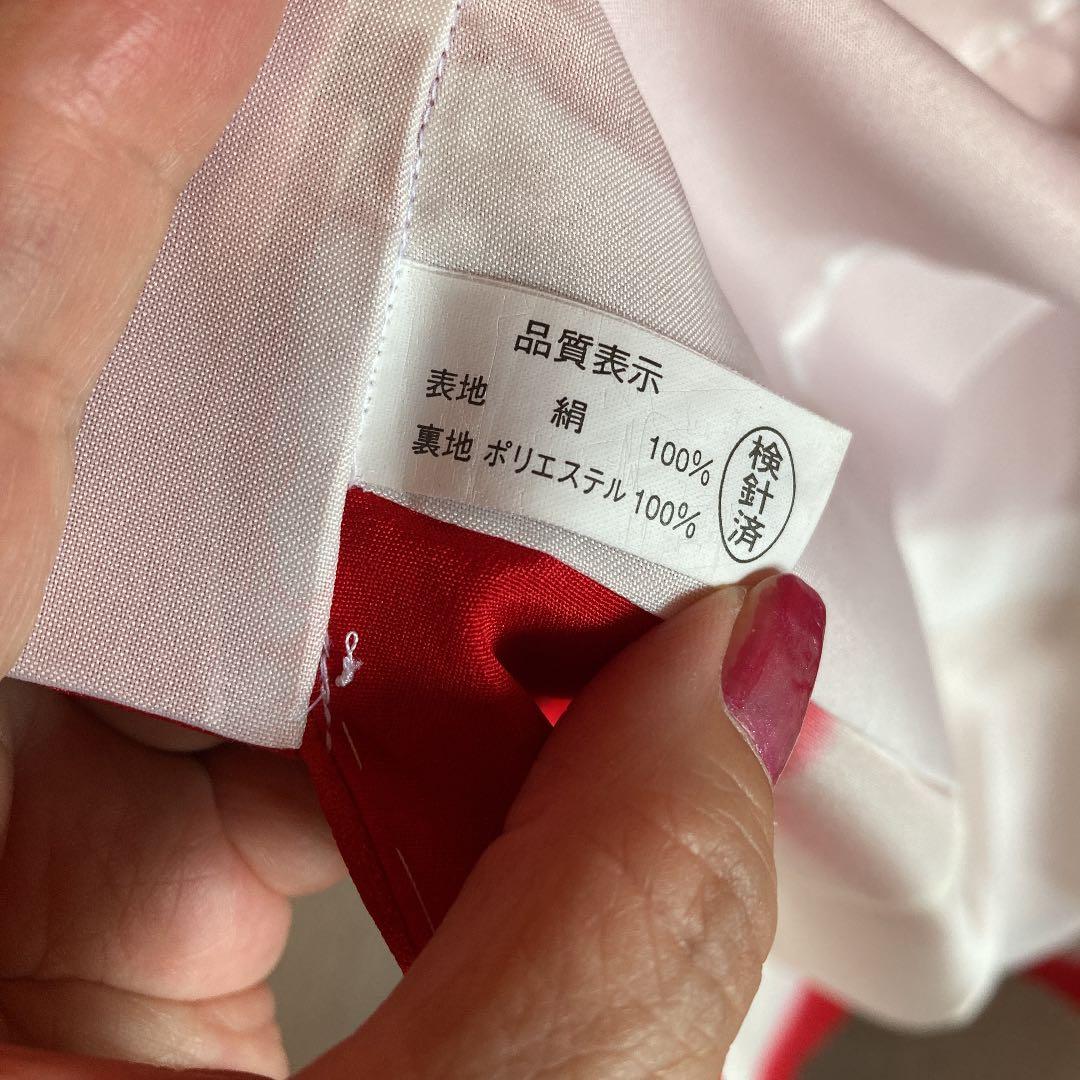 品質表示
表地 絹 100%
裏地 ポリエステル 100%
検針済